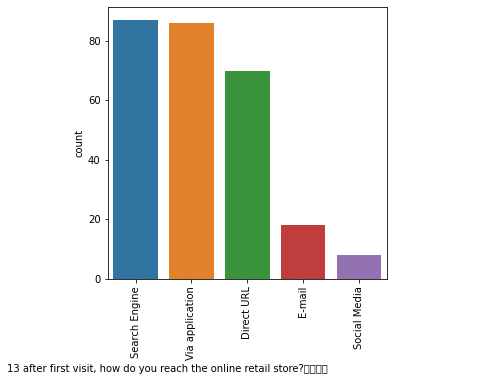 80
60
40
20
0
count
Search Engine
Via application
Direct URL
E-mail
Social Media
13 after first visit, how do you reach the online retail store?